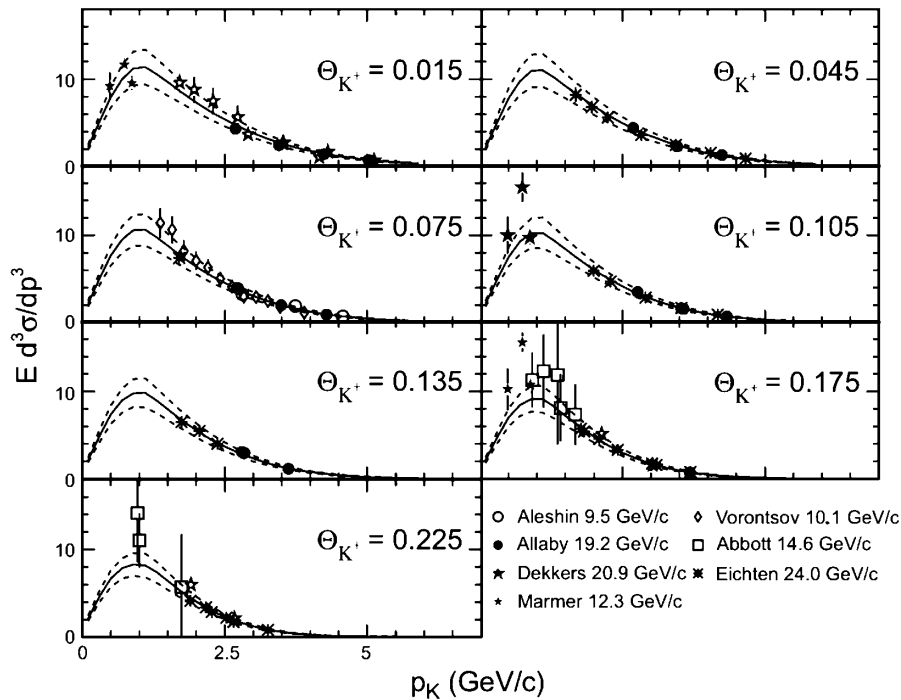 10
0
Θ_K⁺ = 0.015
Θ_K⁺ = 0.045
10
0
Θ_K⁺ = 0.075
Θ_K⁺ = 0.105
E d³σ/dp³
10
0
Θ_K⁺ = 0.135
Θ_K⁺ = 0.175
10
0
Θ_K⁺ = 0.225
Aleshin 9.5 GeV/c
Vorontsov 10.1 GeV/c
Allaby 19.2 GeV/c
Abbott 14.6 GeV/c
Dekkers 20.9 GeV/c
Eichten 24.0 GeV/c
Marmer 12.3 GeV/c
0 2.5 5
p_K (GeV/c)